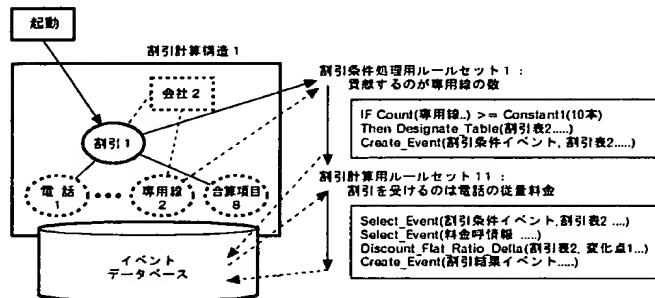 起動
割引計算構造1
会社2
割引1
電話
1
専用線
2
合算項目
8
イベント
データベース
割引条件処理用ルールセット1：
貢献するのが専用線の数
IF Count(専用線..) >= Constant1(10本)
Then Designate_Table(割引表2.....)
Create_Event(割引条件イベント, 割引表2.....)
割引計算用ルールセット11：
割引を受けるのは電話の従量料金
Select_Event(割引条件イベント,割引表2 ....)
Select_Event(料金呼情報 .....)
Discount_Flat_Ratio_Delta(割引表2, 変化点1...)
Create_Event(割引結果イベント.....)